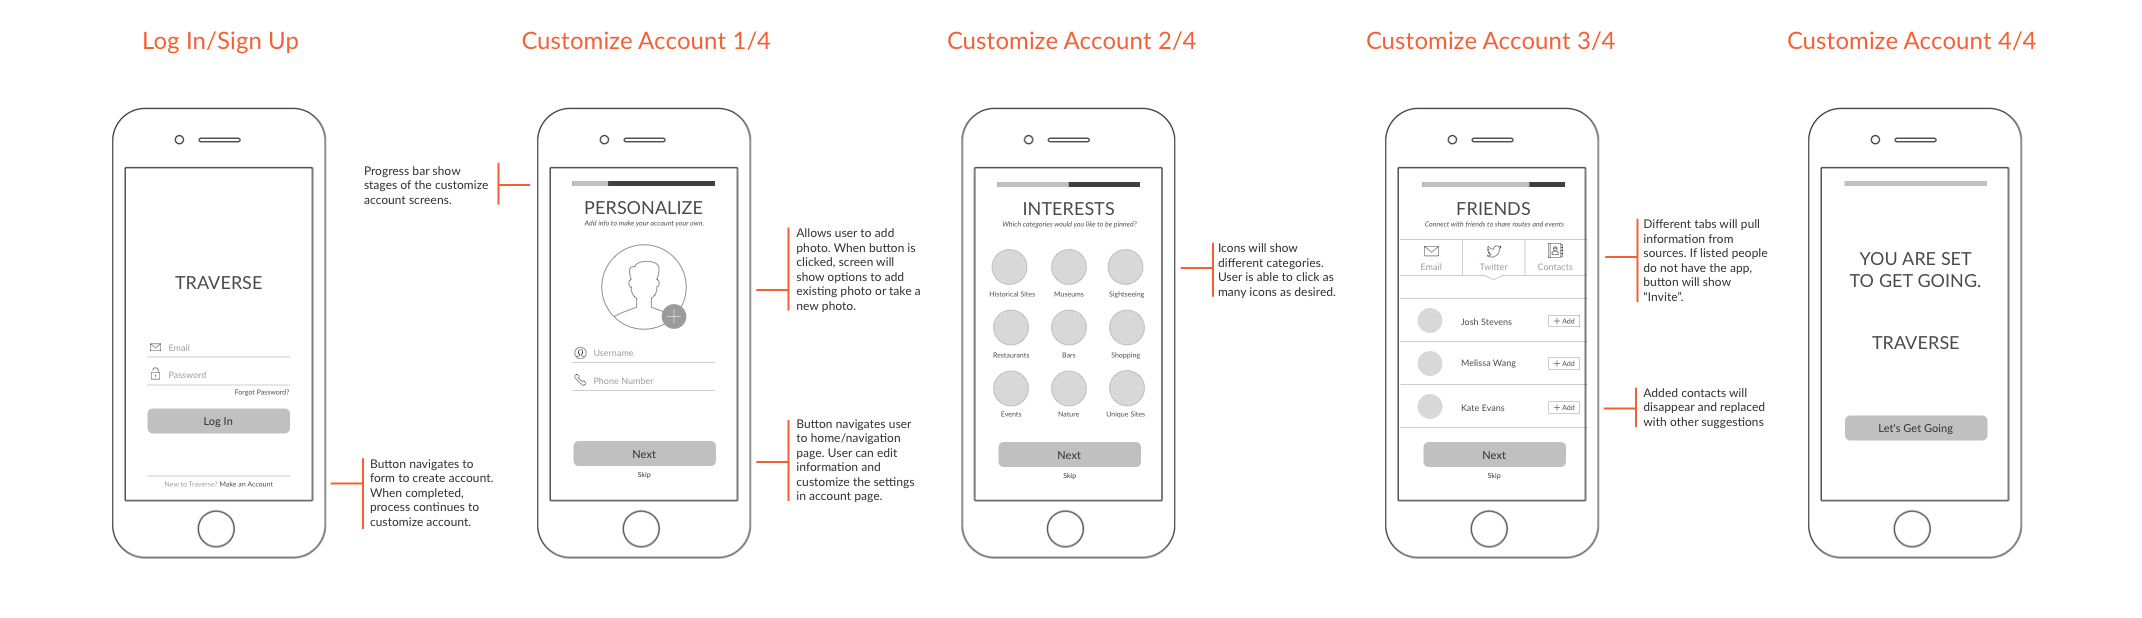 Log In/Sign Up
TRAVERSE
Email
Password
Forgot Password?
Log In
New to Traverse? Make an Account
Button navigates to
form to create account.
When completed,
process continues to
customize account.
Customize Account 1/4
Progress bar show
stages of the customize
account screens.
PERSONALIZE
Add info to make your account your own.
Username
Phone Number
Next
Skip
Allows user to add
photo. When button is
clicked, screen will
show options to add
existing photo or take a
new photo.
Button navigates user
to home/navigation
page. User can edit
information and
customize the settings
in account page.
Customize Account 2/4
INTERESTS
Which categories would you like to be pinned?
Historical Sites Museums Sightseeing
Restaurants Bars Shopping
Events Nature Unique Sites
Next
Skip
Icons will show
different categories.
User is able to click as
many icons as desired.
Customize Account 3/4
FRIENDS
Connect with friends to share routes and events
Email Twitter Contacts
Josh Stevens + Add
Melissa Wang + Add
Kate Evans + Add
Next
Skip
Different tabs will pull
information from
sources. If listed people
do not have the app,
button will show
“Invite”.
Added contacts will
disappear and replaced
with other suggestions
Customize Account 4/4
YOU ARE SET
TO GET GOING.
TRAVERSE
Let's Get Going